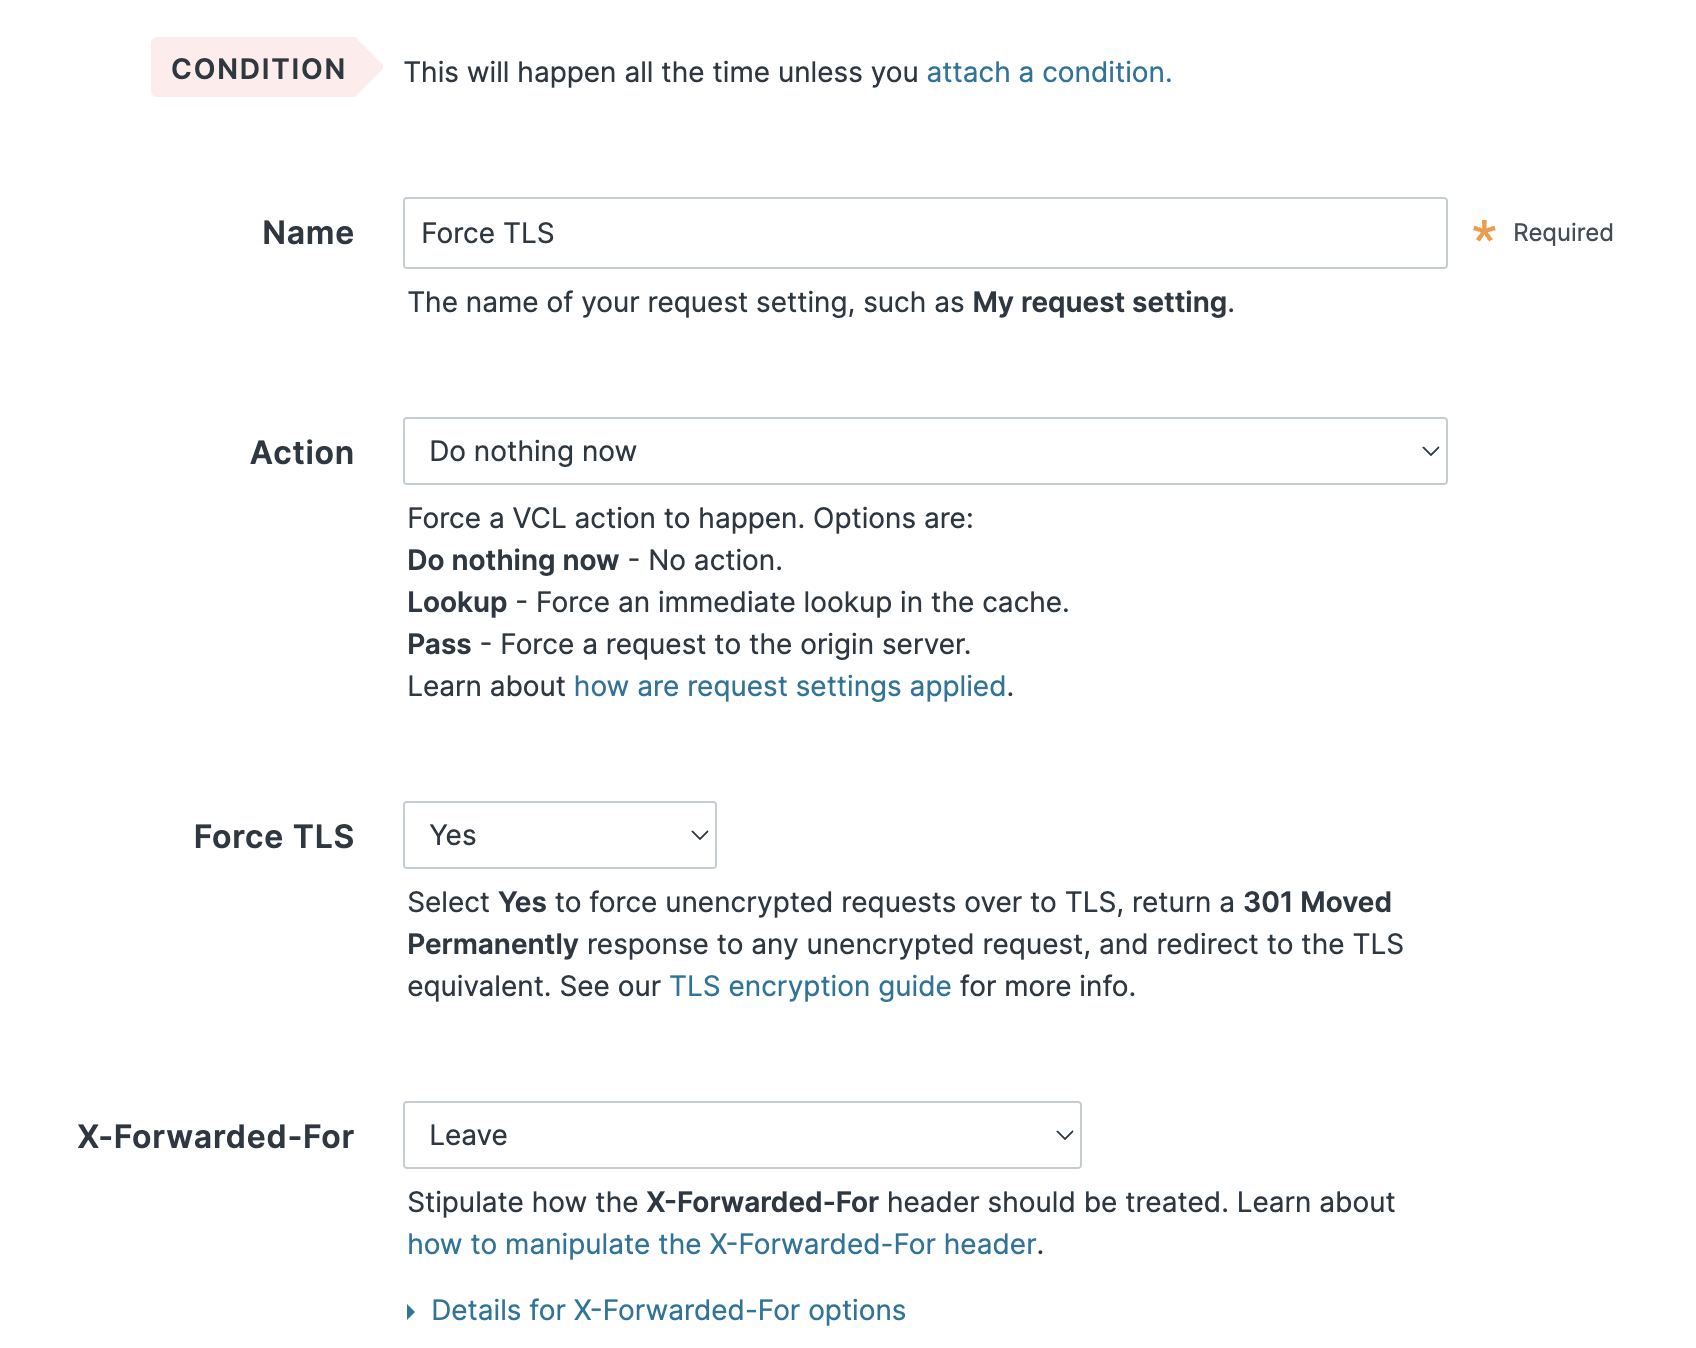 CONDITION This will happen all the time unless you attach a condition.
Name Force TLS * Required
The name of your request setting, such as My request setting.
Action Do nothing now
Force a VCL action to happen. Options are:
Do nothing now - No action.
Lookup - Force an immediate lookup in the cache.
Pass - Force a request to the origin server.
Learn about how are request settings applied.
Force TLS Yes
Select Yes to force unencrypted requests over to TLS, return a 301 Moved
Permanently response to any unencrypted request, and redirect to the TLS
equivalent. See our TLS encryption guide for more info.
X-Forwarded-For Leave
Stipulate how the X-Forwarded-For header should be treated. Learn about
how to manipulate the X-Forwarded-For header.
Details for X-Forwarded-For options